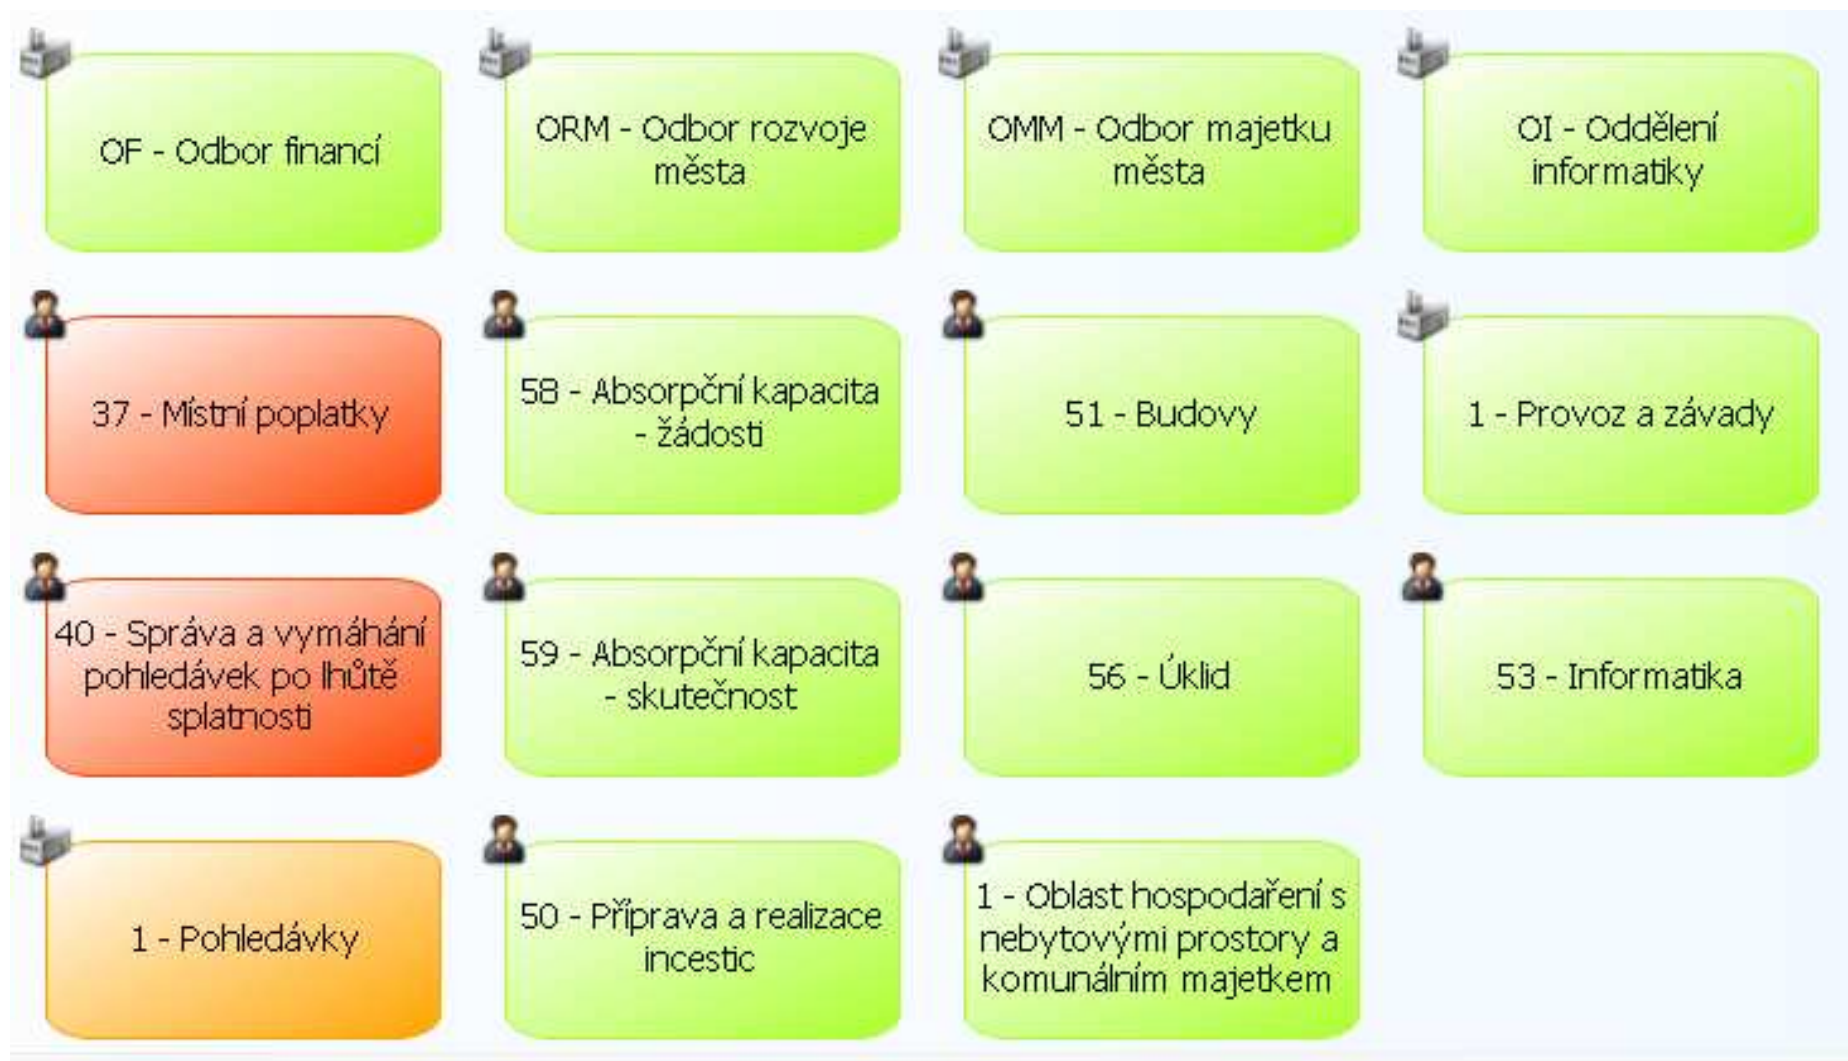 OF - Odbor financí
ORM - Odbor rozvoje
města
OMM - Odbor majetku
města
OI - Oddělení
informatiky
37 - Místní poplatky
58 - Absorpční kapacita
- žádosti
51 - Budovy
1 - Provoz a závady
40 - Správa a vymáhání
pohledávek po lhůtě
splatnosti
59 - Absorpční kapacita
- skutečnost
56 - Úklid
53 - Informatika
1 - Pohledávky
50 - Příprava a realizace
incestic
1 - Oblast hospodaření s
nebytovými prostory a
komunálním majetkem